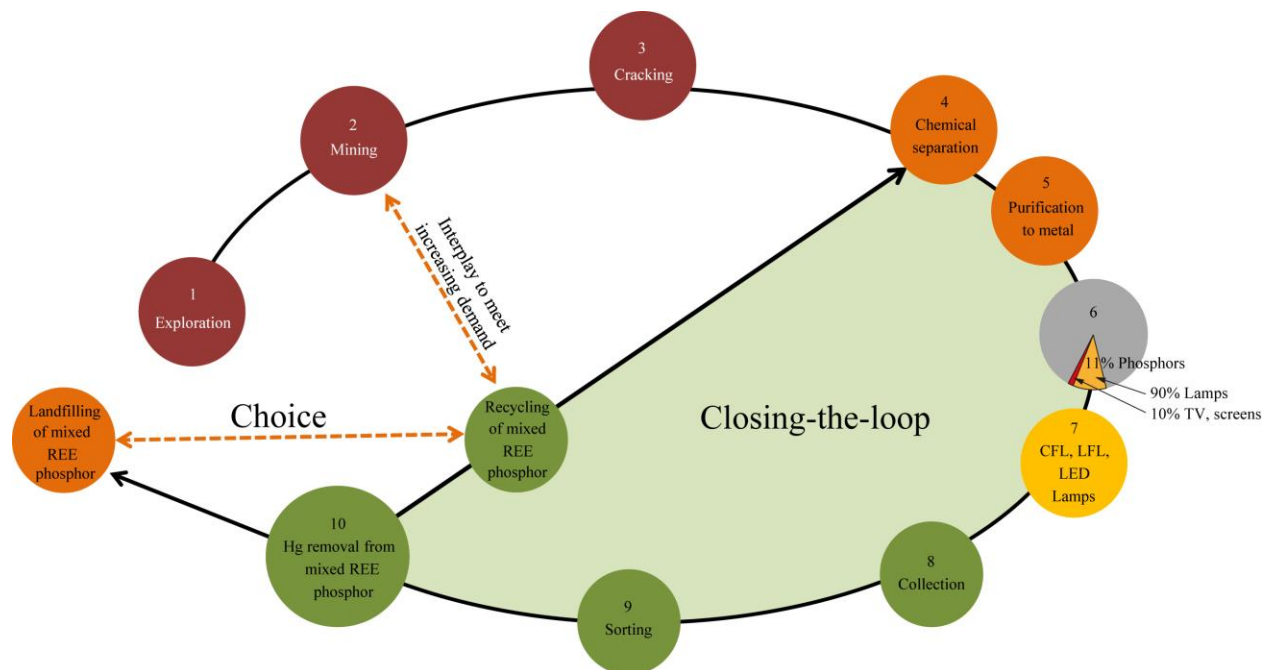 1
Exploration
2
Mining
3
Cracking
4
Chemical
separation
5
Purification
to metal
6
11% Phosphors
90% Lamps
10% TV, screens
7
CFL, LFL,
LED
Lamps
8
Collection
9
Sorting
10
Hg removal from
mixed REE
phosphor
Recycling
of mixed
REE
phosphor
Landfilling
of mixed
REE
phosphor
Choice
Interplay to meet
increasing demand
Closing-the-loop